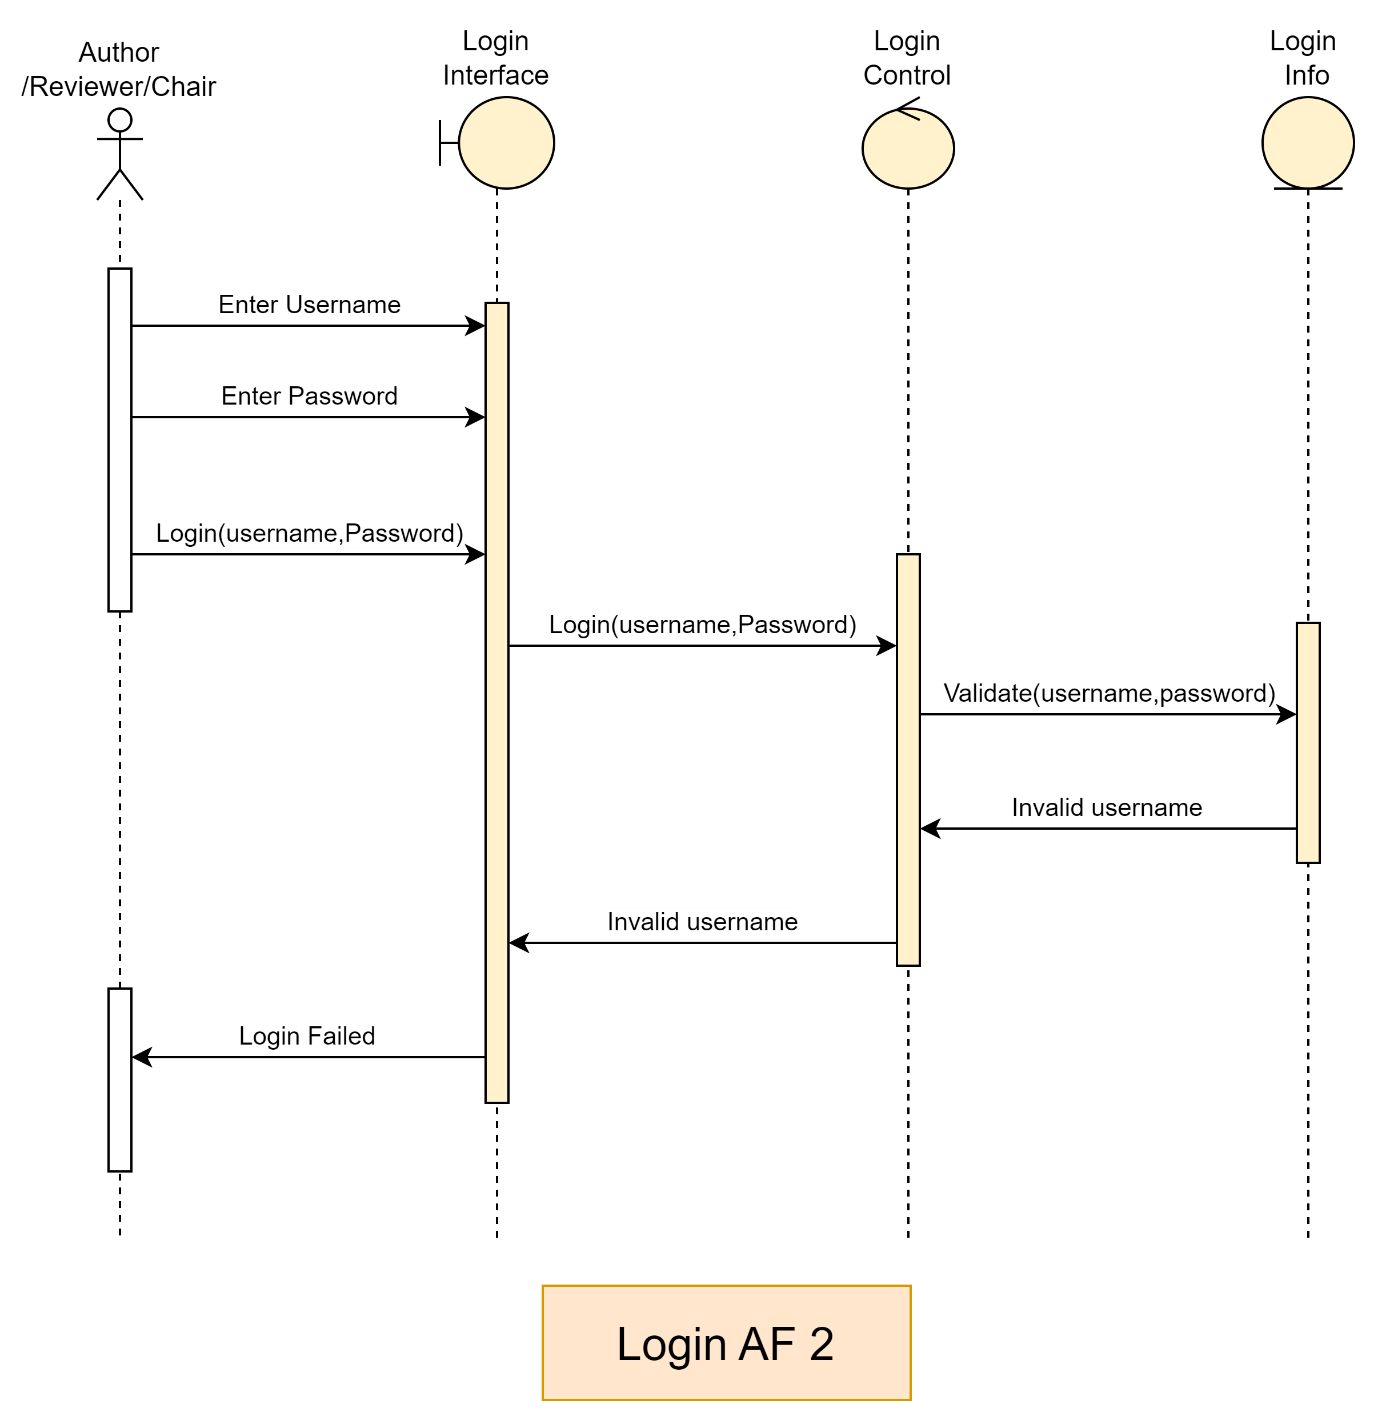 Author
/Reviewer/Chair
Login
Interface
Login
Control
Login
Info
Enter Username
Enter Password
Login(username,Password)
Login(username,Password)
Validate(username,password)
Invalid username
Invalid username
Login Failed
Login AF 2